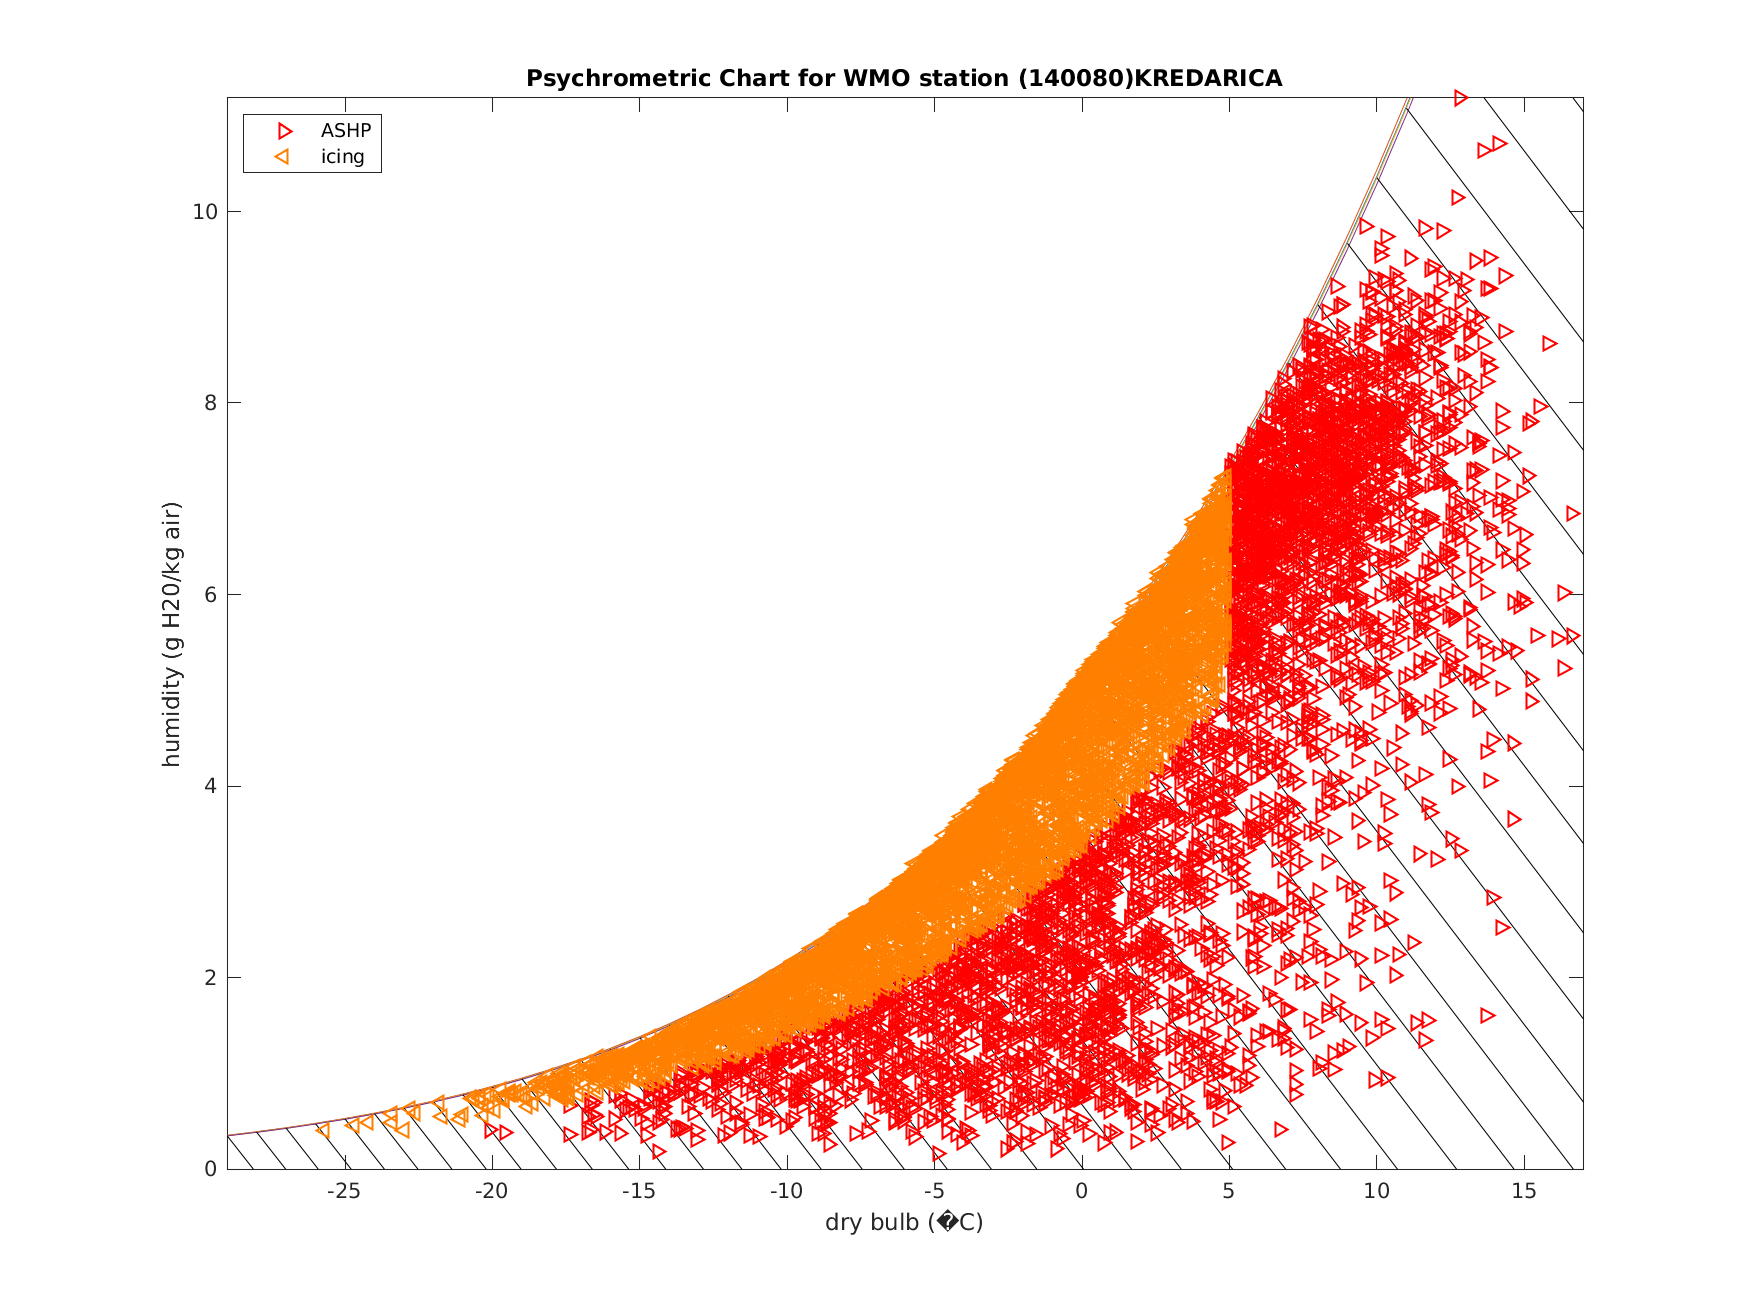 Psychrometric Chart for WMO station (140080)KREDARICA
ASHP
icing
humidity (g H20/kg air)
10
8
6
4
2
0
-25 -20 -15 -10 -5 0 5 10 15
dry bulb (�C)